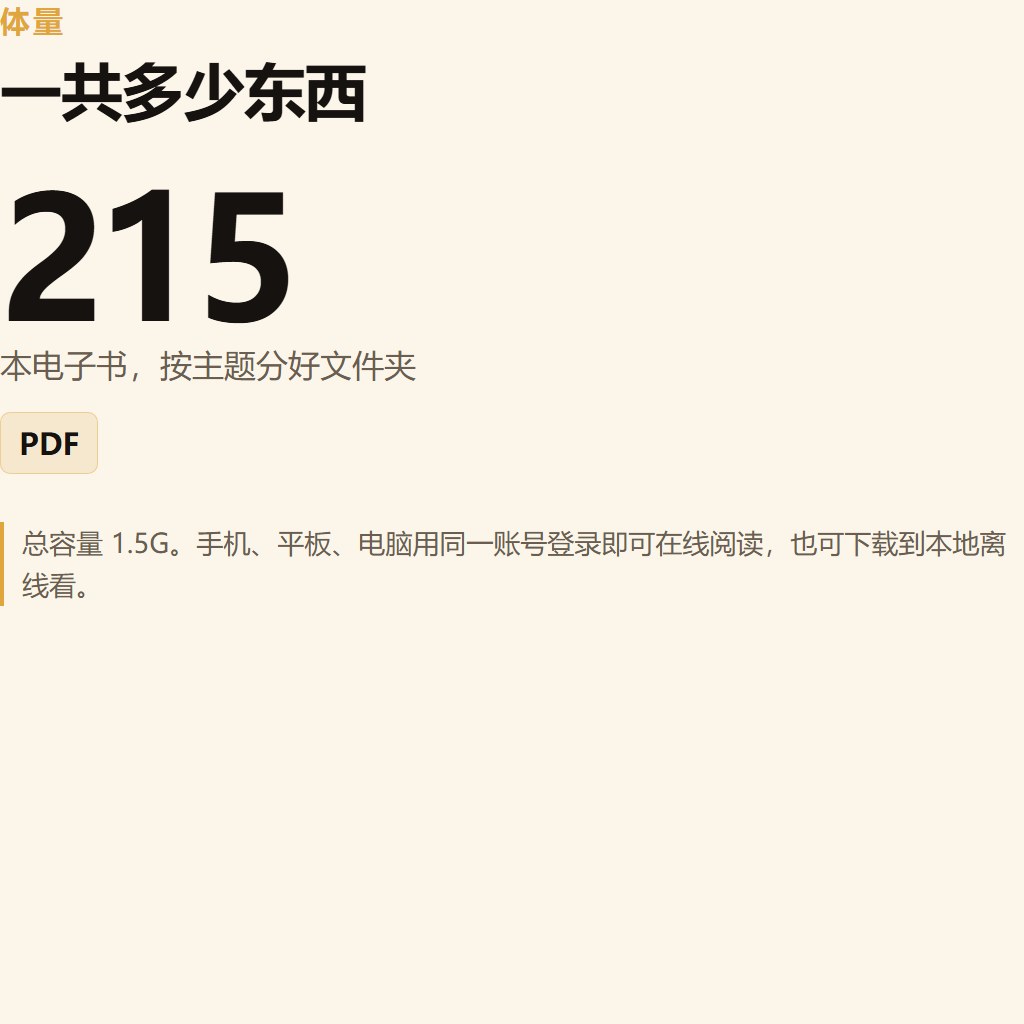 体量
一共多少东西
215
本电子书，按主题分好文件夹
PDF
总容量 1.5G。手机、平板、电脑用同一账号登录即可在线阅读，也可下载到本地离
线看。